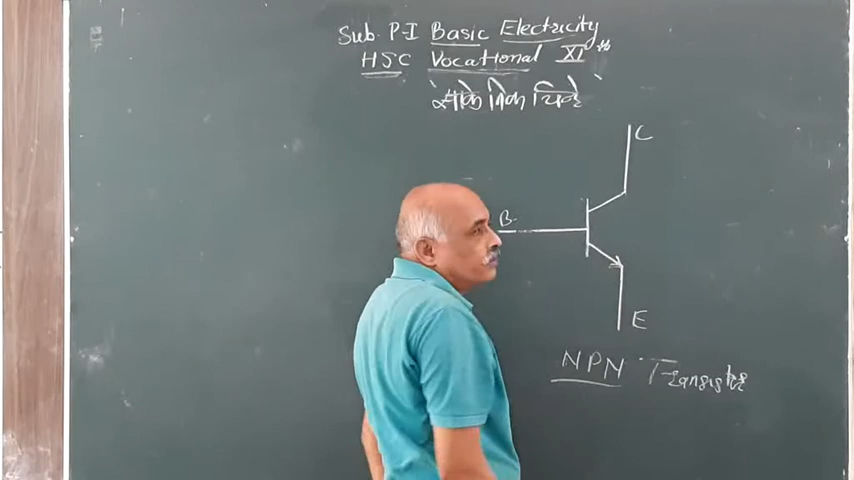 Sub. P-I Basic Electricity
HSC Vocational XIth
'सांकेतिक चिन्हे'
C
B
E
NPN Transistor